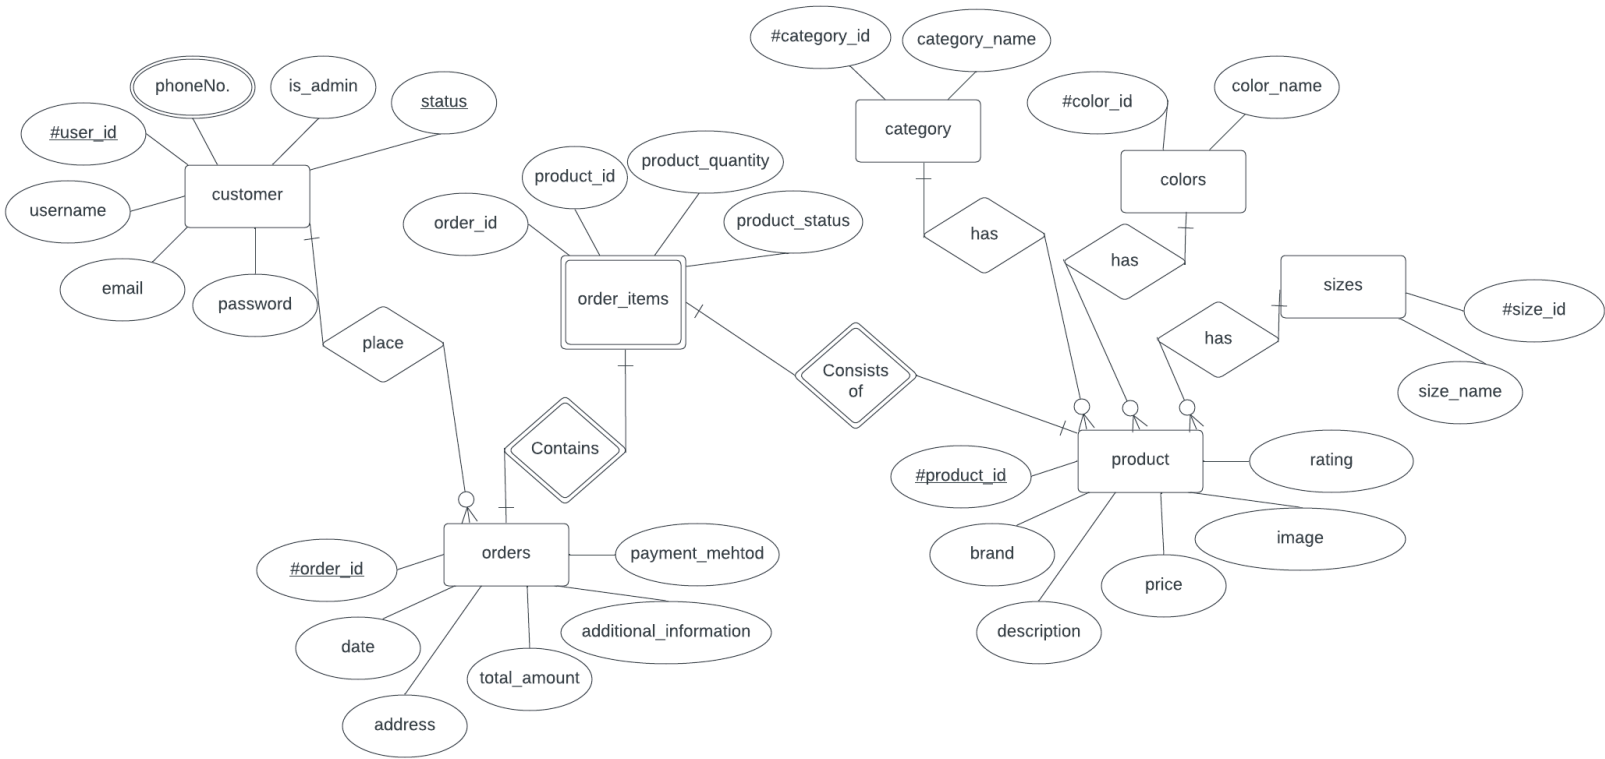 #category_id
category_name
phoneNo.
is_admin
status
#color_id
color_name
#user_id
category
product_quantity
product_id
colors
customer
username
order_id
product_status
has
has
email
password
order_items
sizes
#size_id
place
has
Consists
of
size_name
Contains
product
rating
#product_id
orders
payment_mehtod
brand
image
#order_id
price
date
additional_information
description
total_amount
address